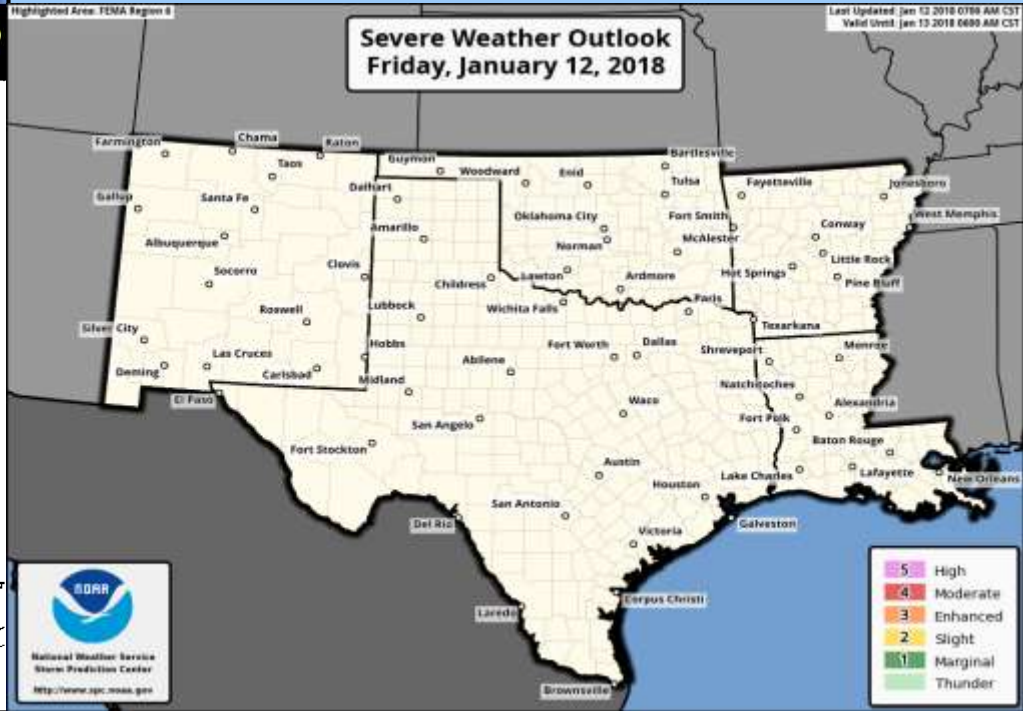 Highlighted Area: FEMA Region 6
Last Updated: Jan 12 2018 0700 AM CST
Valid Until: Jan 13 2018 0600 AM CST
Severe Weather Outlook
Friday, January 12, 2018
Farmington
Chama
Raton
Taos
Gallup
Santa Fe
Albuquerque
Socorro
Clovis
Roswell
Silver City
Las Cruces
Deming
Carlsbad
Hobbs
Guymon
Woodward
Enid
Bartlesville
Tulsa
Oklahoma City
Norman
McAlester
Lawton
Ardmore
Fayetteville
Jonesboro
West Memphis
Fort Smith
Conway
Little Rock
Hot Springs
Pine Bluff
Texarkana
Dalhart
Amarillo
Childress
Lubbock
Wichita Falls
Paris
Fort Worth
Dallas
Abilene
Midland
El Paso
San Angelo
Waco
Fort Stockton
Austin
Houston
San Antonio
Del Rio
Victoria
Galveston
Laredo
Corpus Christi
Brownsville
Shreveport
Monroe
Natchitoches
Alexandria
Fort Polk
Baton Rouge
Lake Charles
Lafayette
New Orleans
NOAA
National Weather Service
Storm Prediction Center
http://www.spc.noaa.gov
5 High
4 Moderate
3 Enhanced
2 Slight
1 Marginal
Thunder